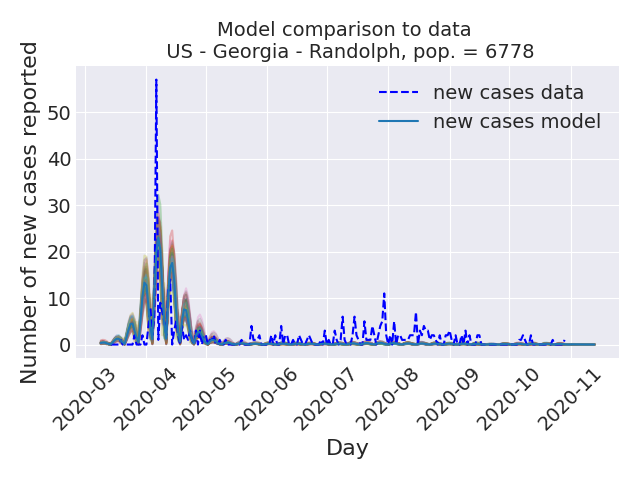 Model comparison to data
US - Georgia - Randolph, pop. = 6778
Number of new cases reported
50
40
30
20
10
0
new cases data
new cases model
2020-03
2020-04
2020-05
2020-06
2020-07
2020-08
2020-09
2020-10
2020-11
Day